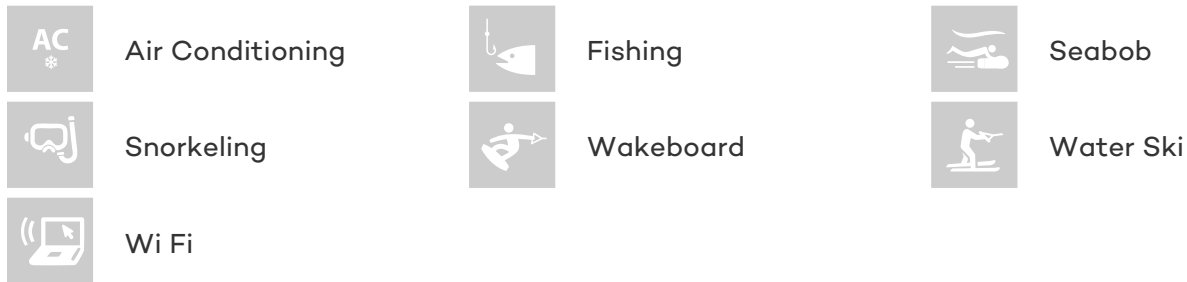 AC
Air Conditioning
Fishing
Seabob
Snorkeling
Wakeboard
Water Ski
Wi Fi